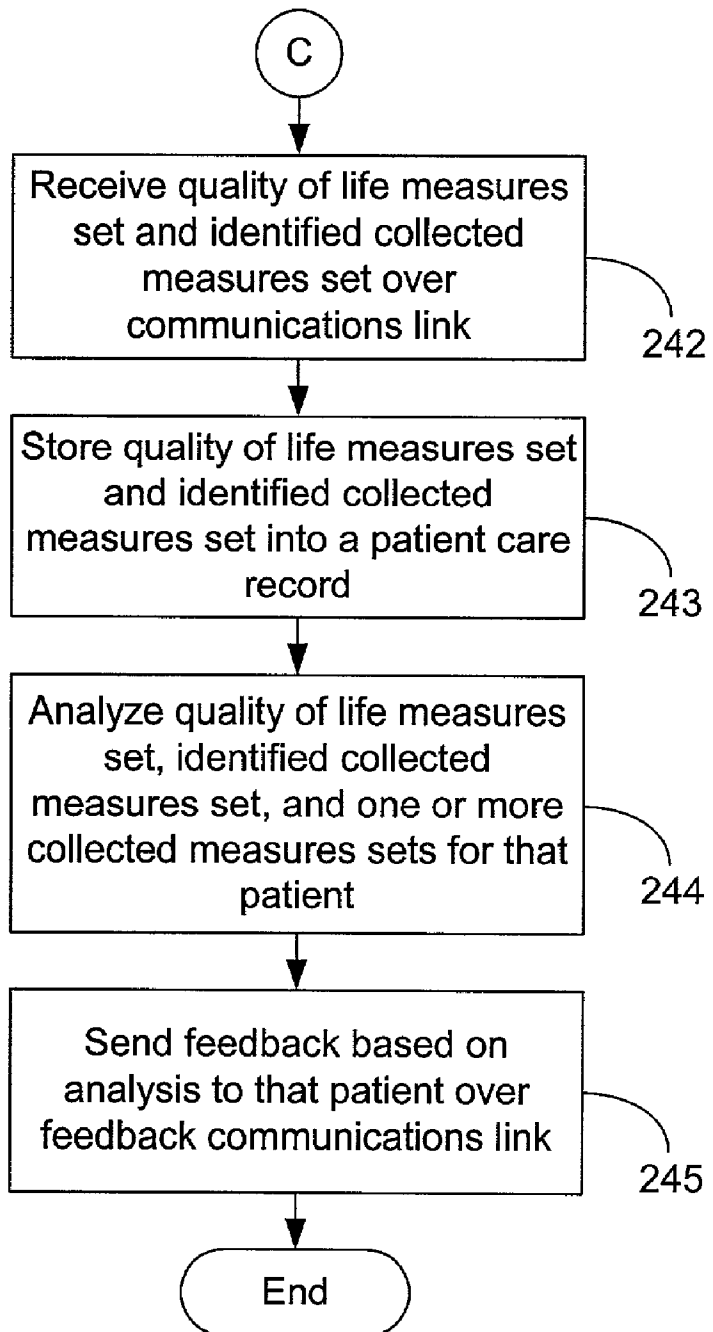 C
Receive quality of life measures
set and identified collected
measures set over
communications link
242
Store quality of life measures set
and identified collected
measures set into a patient care
record
243
Analyze quality of life measures
set, identified collected
measures set, and one or more
collected measures sets for that
patient
244
Send feedback based on
analysis to that patient over
feedback communications link
245
End